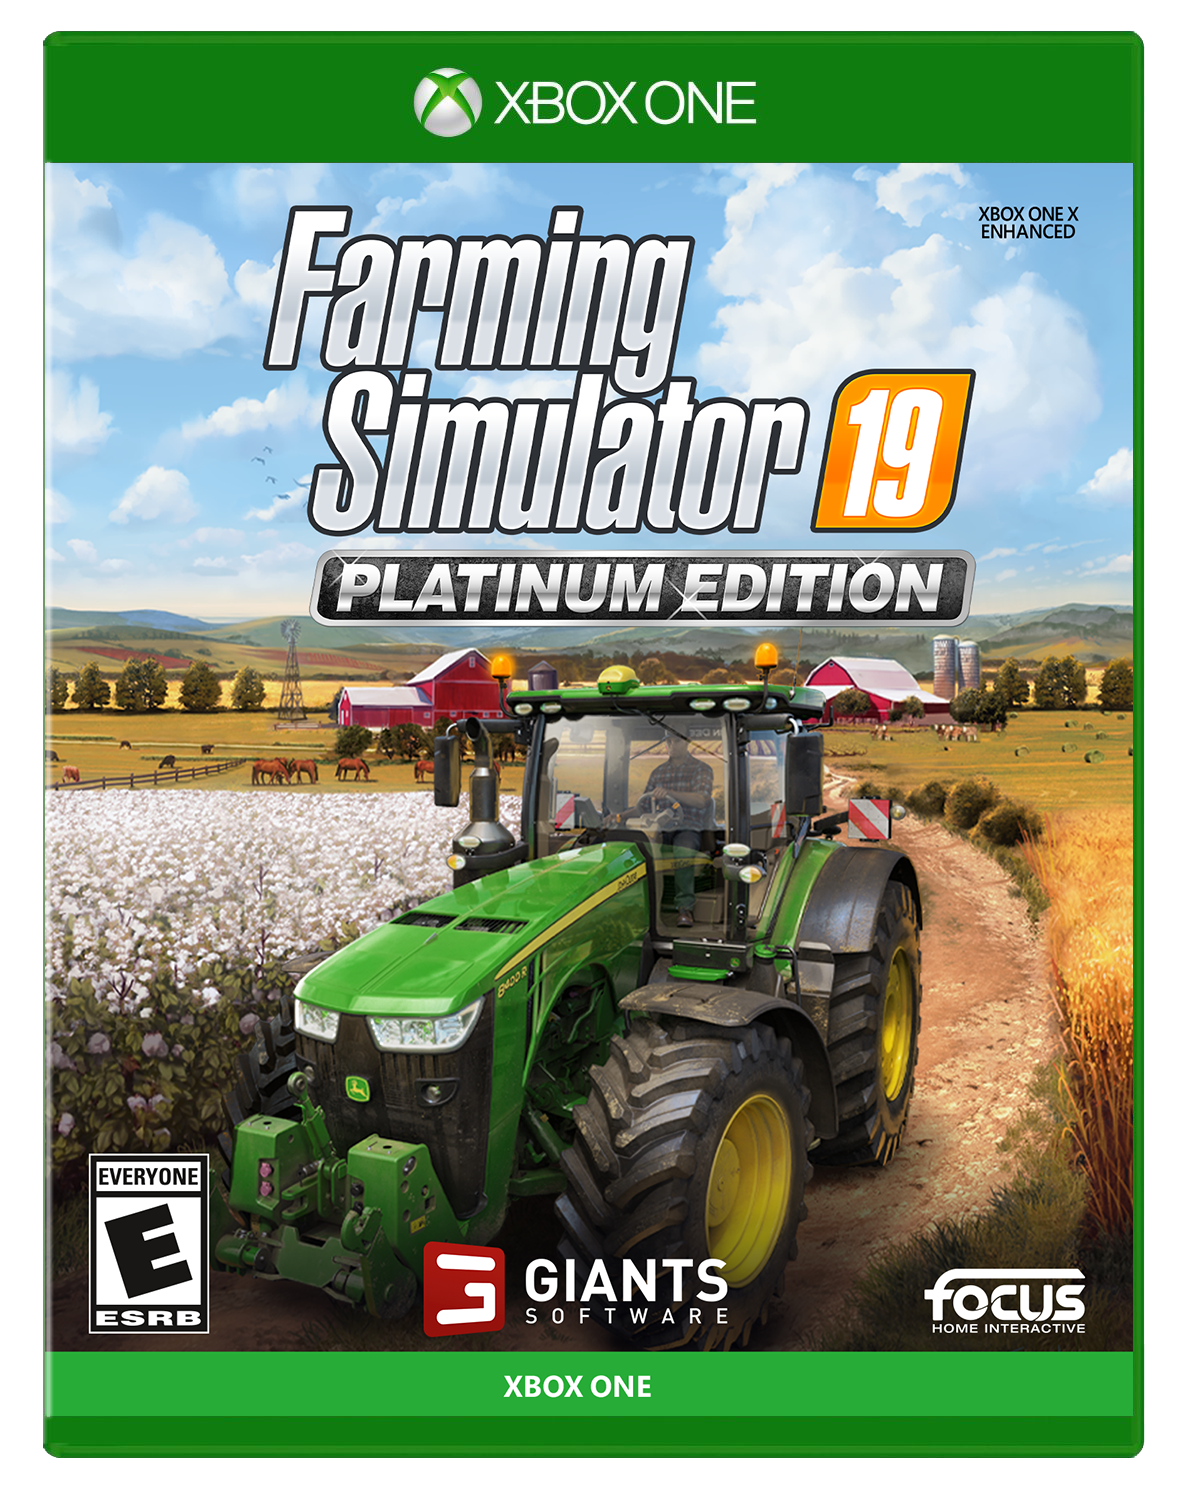 XBOX ONE
XBOX ONE X
ENHANCED
Farming
Simulator 19
PLATINUM EDITION
8400 R
EVERYONE
E
ESRB
GIANTS
SOFTWARE
focus
HOME INTERACTIVE
XBOX ONE